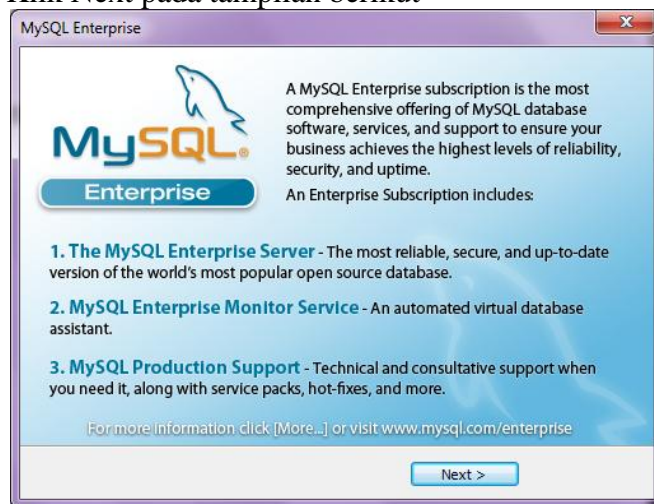 Klik Next pada tampilan berikut
MySQL Enterprise
MySQL®
Enterprise
A MySQL Enterprise subscription is the most
comprehensive offering of MySQL database
software, services, and support to ensure your
business achieves the highest levels of reliability,
security, and uptime.
An Enterprise Subscription includes:
1. The MySQL Enterprise Server - The most reliable, secure, and up-to-date
version of the world's most popular open source database.
2. MySQL Enterprise Monitor Service - An automated virtual database
assistant.
3. MySQL Production Support - Technical and consultative support when
you need it, along with service packs, hot-fixes, and more.
For more information click [More...] or visit www.mysql.com/enterprise
Next >